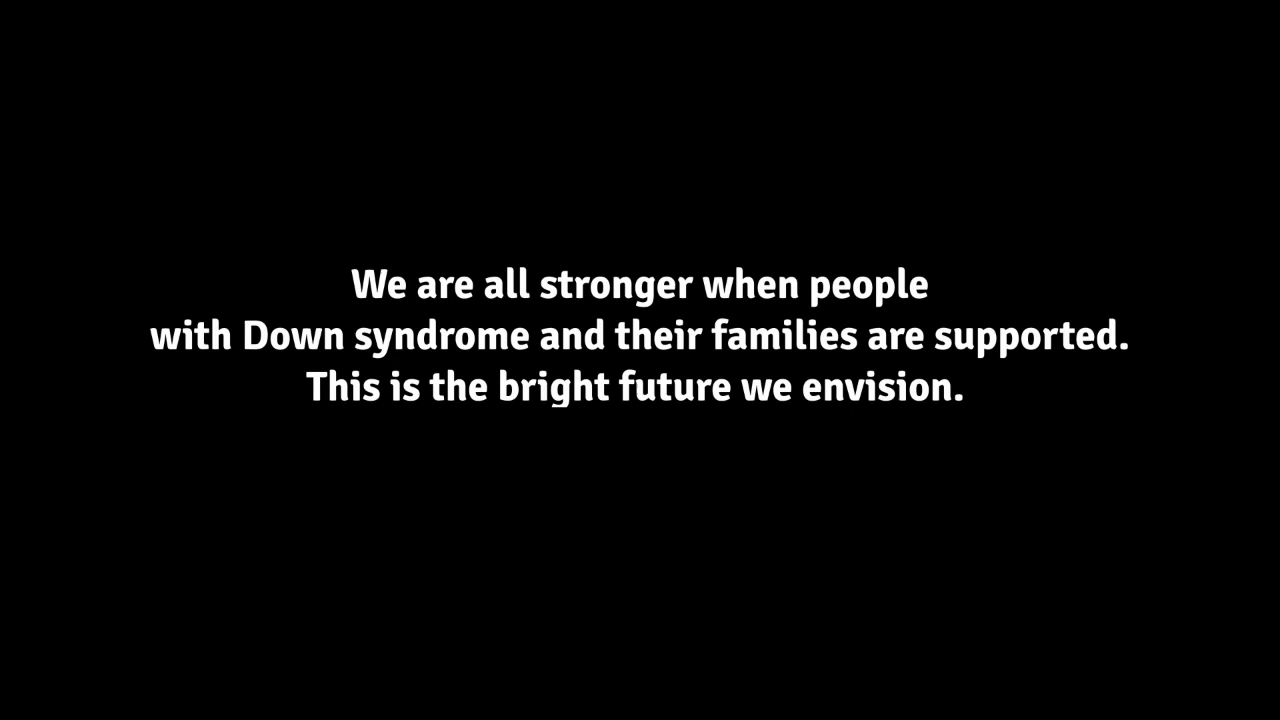 We are all stronger when people
with Down syndrome and their families are supported.
This is the bright future we envision.